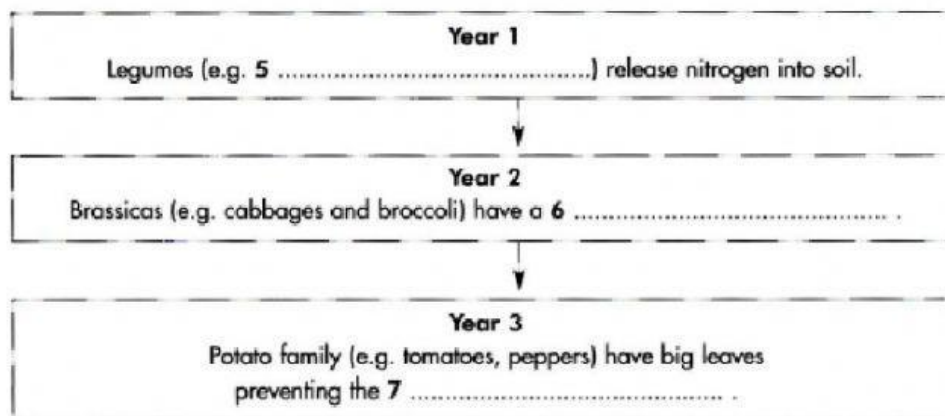 Year 1
Legumes (e.g. 5 ..........................................) release nitrogen into soil.
Year 2
Brassicas (e.g. cabbages and broccoli) have a 6 ............................................ .
Year 3
Potato family (e.g. tomatoes, peppers) have big leaves
preventing the 7 ............................................ .